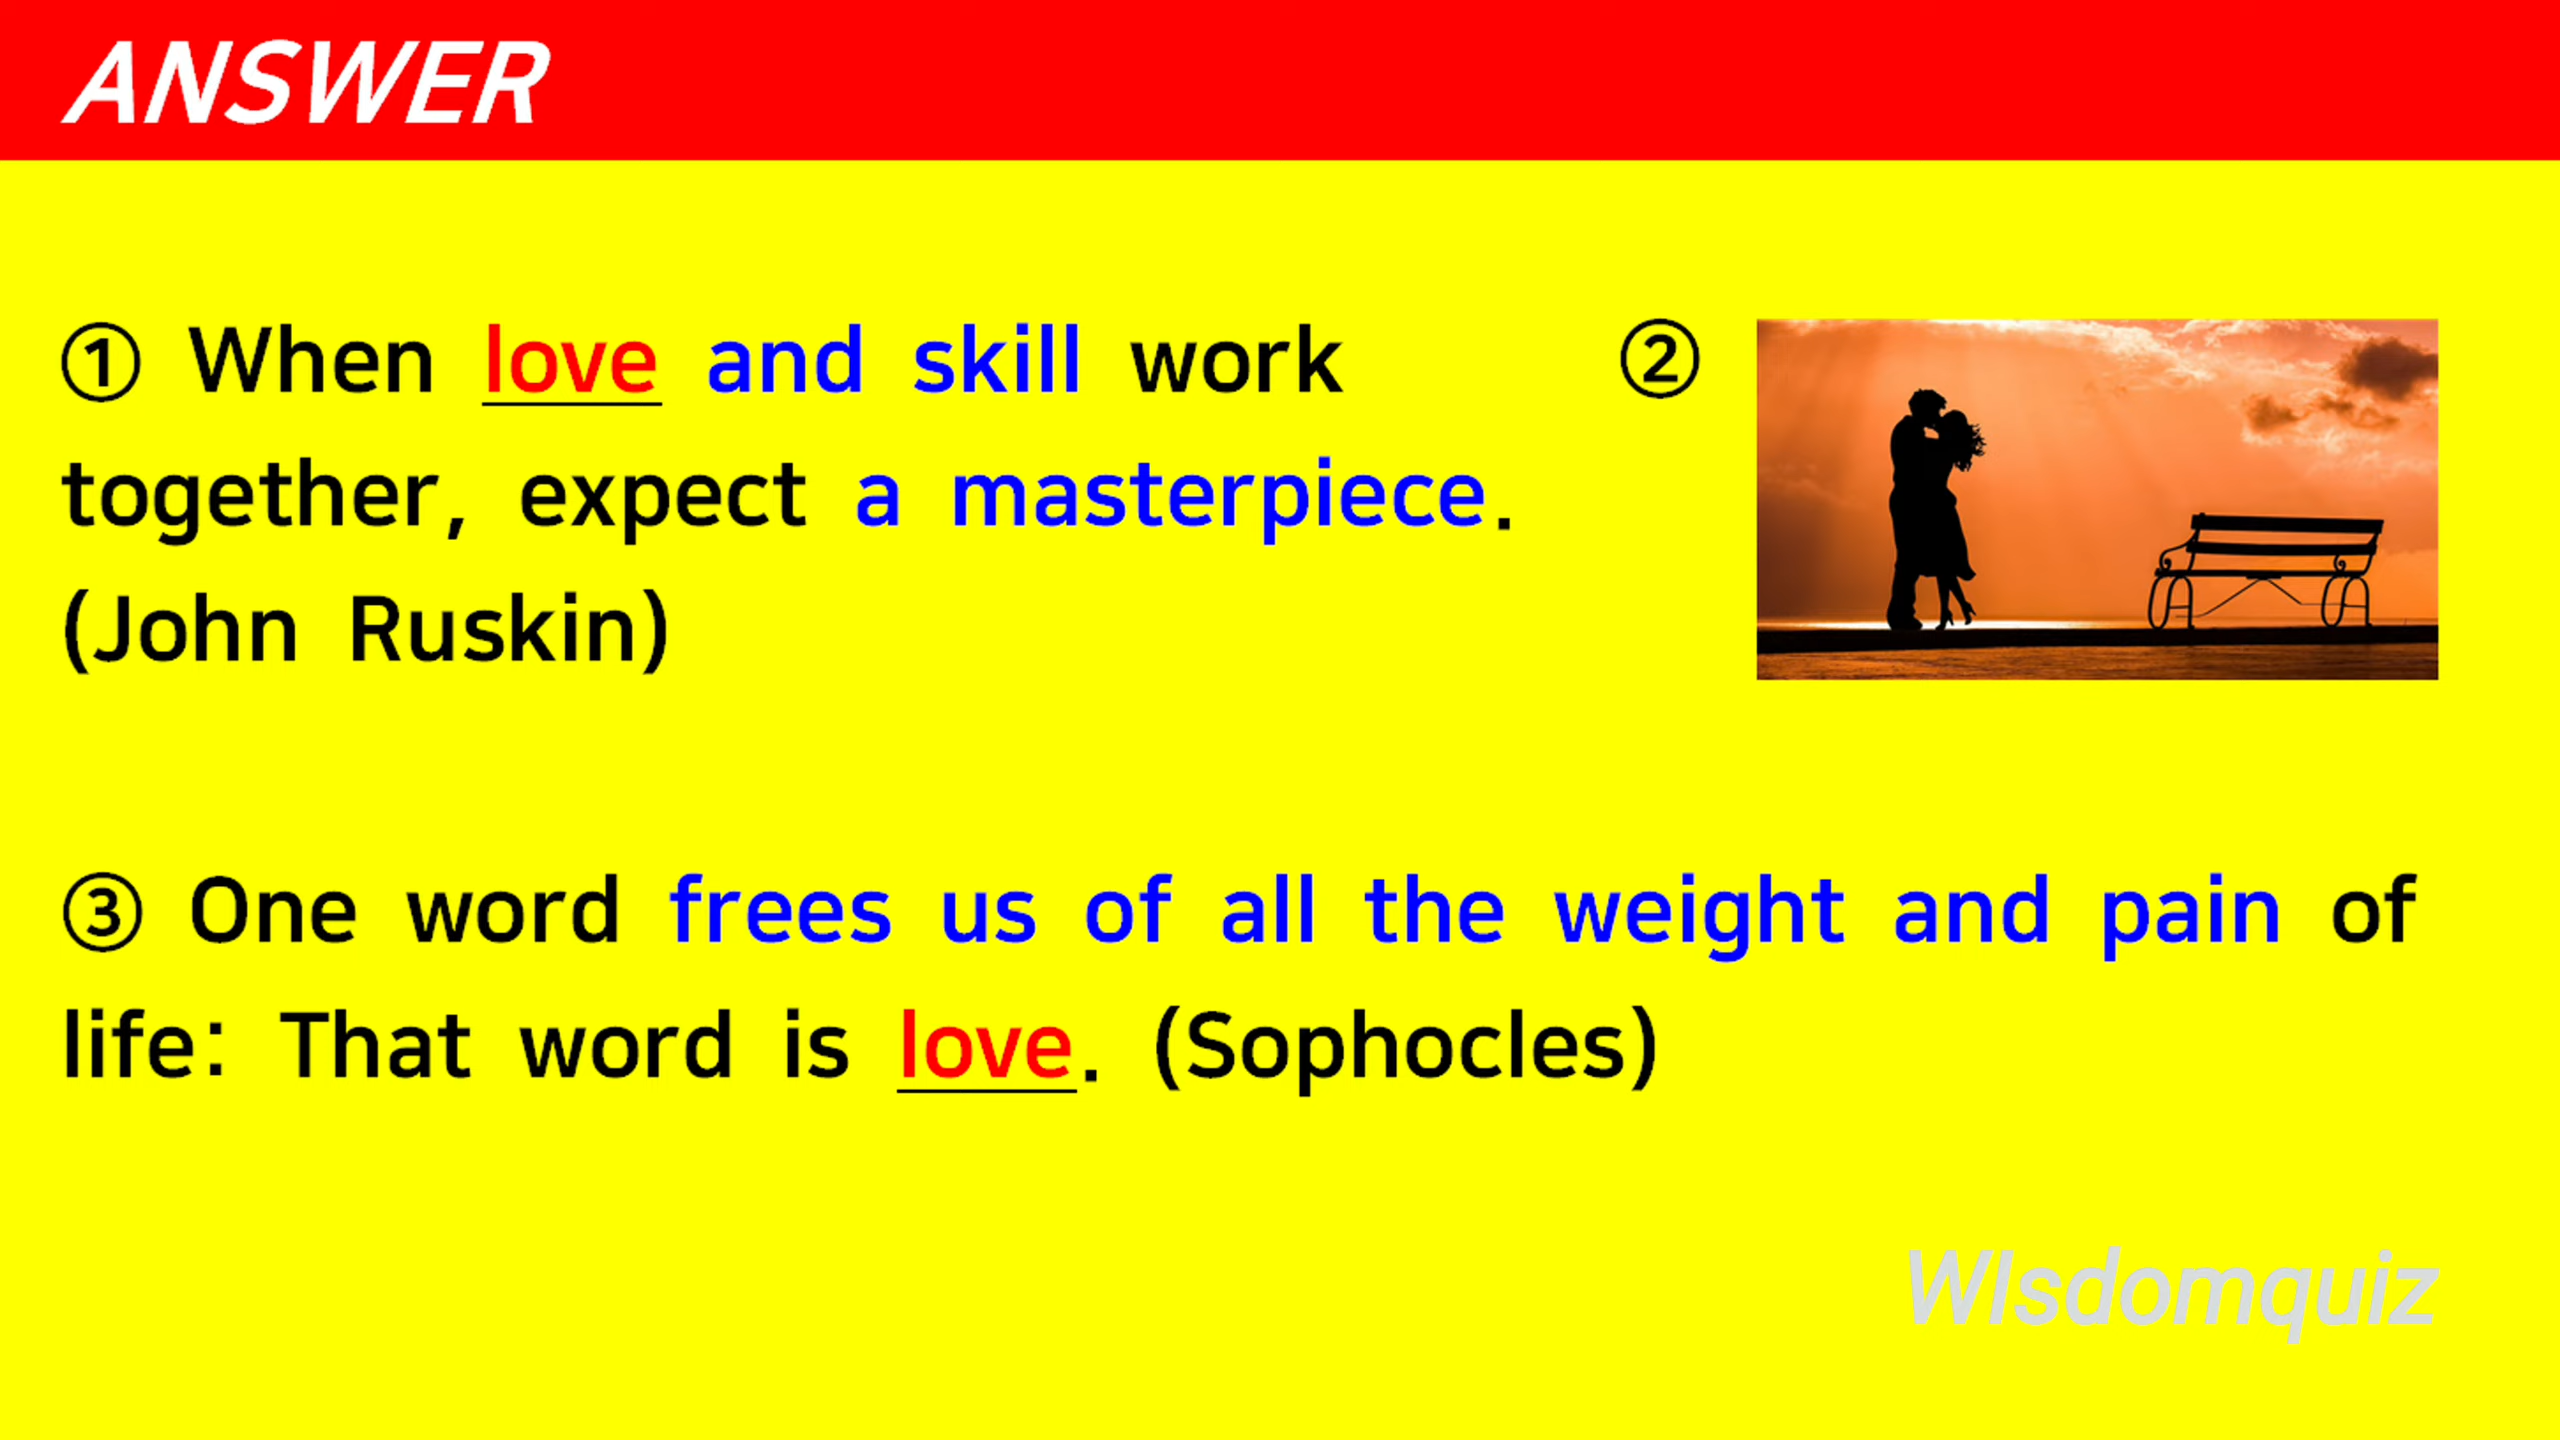 ANSWER
① When love and skill work
together, expect a masterpiece.
(John Ruskin)
②
③ One word frees us of all the weight and pain of
life: That word is love. (Sophocles)
WIsdomquiz